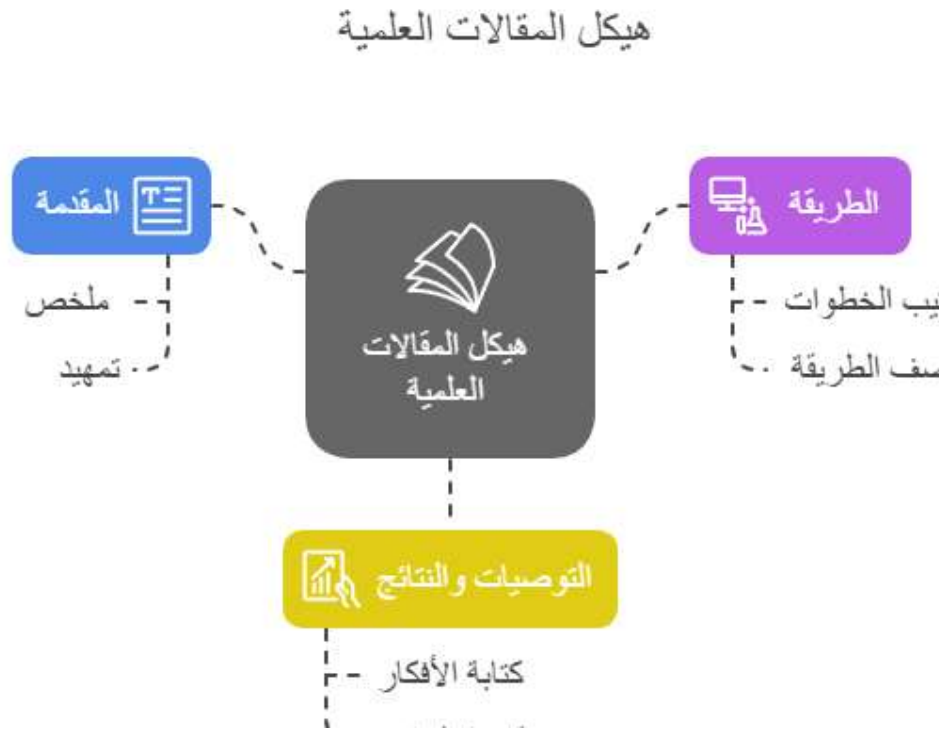 هيكل المقالات العلمية
الطريقة
الخطوات
الطريقة
المقدمة
ملخص
تمهيد
هيكل المقالات
العلمية
التوصيات والنتائج
كتابة الأفكار